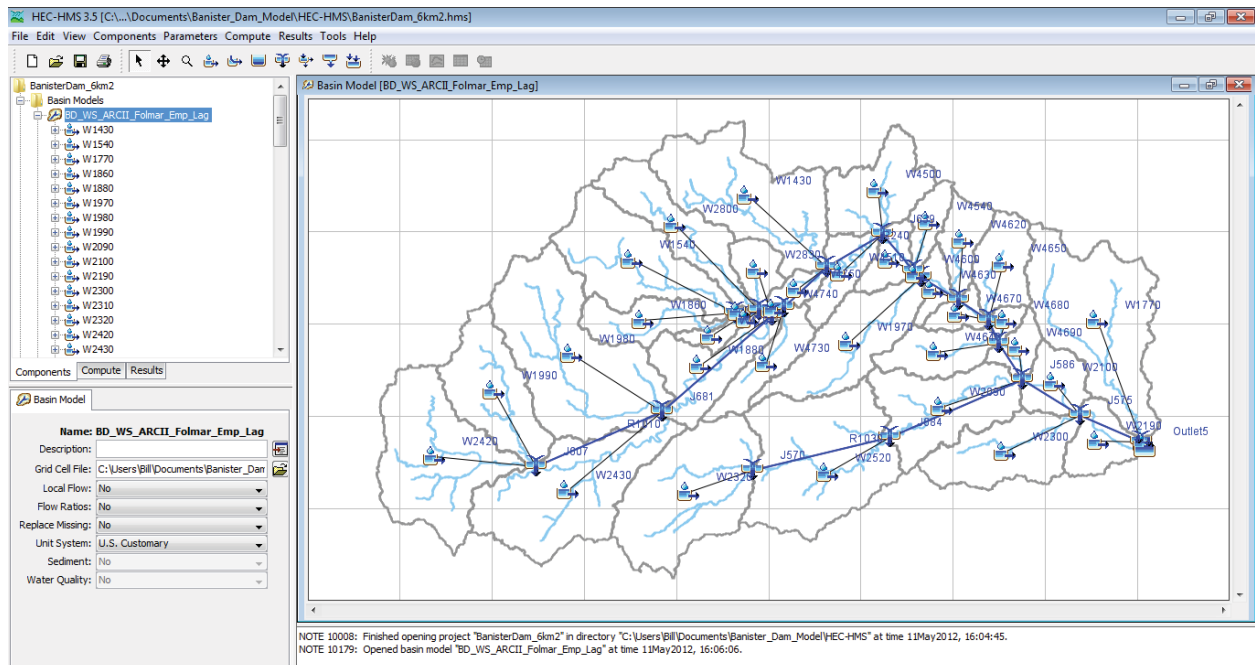 HEC-HMS 3.5 [C:\...\Documents\Banister_Dam_Model\HEC-HMS\BanisterDam_6km2.hms]
File Edit View Components Parameters Compute Results Tools Help
BanisterDam_6km2
Basin Models
BD_WS_ARCII_Folmar_Emp_Lag
W1430
W1540
W1770
W1860
W1880
W1970
W1980
W1990
W2090
W2100
W2190
W2300
W2310
W2320
W2420
W2430
Components Compute Results
Basin Model
Name: BD_WS_ARCII_Folmar_Emp_Lag
Description:
Grid Cell File: C:\Users\Bill\Documents\Banister_Dam
Local Flow: No
Flow Ratios: No
Replace Missing: No
Unit System: U.S. Customary
Sediment: No
Water Quality: No
Basin Model [BD_WS_ARCII_Folmar_Emp_Lag]
W1430
W4500
W2800
W4540
W4620
W1540
W4650
W2830
W4510
W4600
W4630
W4740
W1860
W1770
W4670
W4680
W1970
W1980
W4690
W1880
W4730
J586
W2100
W1990
J681
W2090
J575
R1010
J684
W2190
Outlet5
W2420
R1030
W2300
J607
J570
W2520
W2430
W2320
NOTE 10008: Finished opening project "BanisterDam_6km2" in directory "C:\Users\Bill\Documents\Banister_Dam_Model\HEC-HMS" at time 11May2012, 16:04:45.
NOTE 10179: Opened basin model "BD_WS_ARCII_Folmar_Emp_Lag" at time 11May2012, 16:06:06.